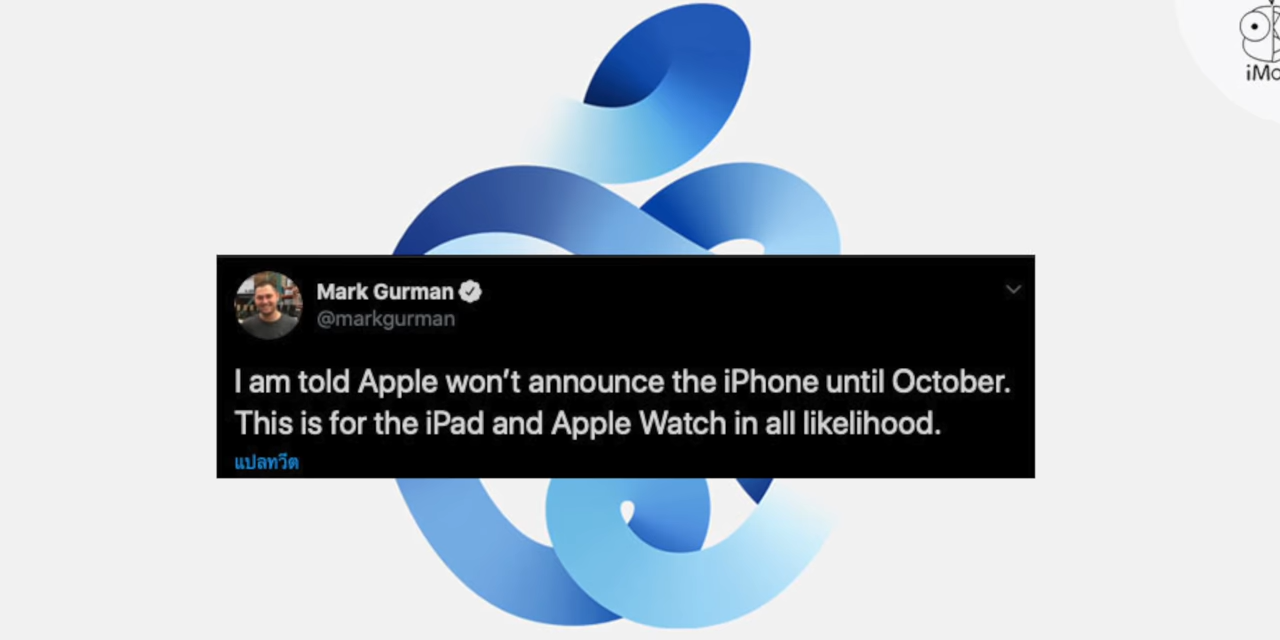 iMo
Mark Gurman
@markgurman
I am told Apple won't announce the iPhone until October.
This is for the iPad and Apple Watch in all likelihood.
แปลทวีต